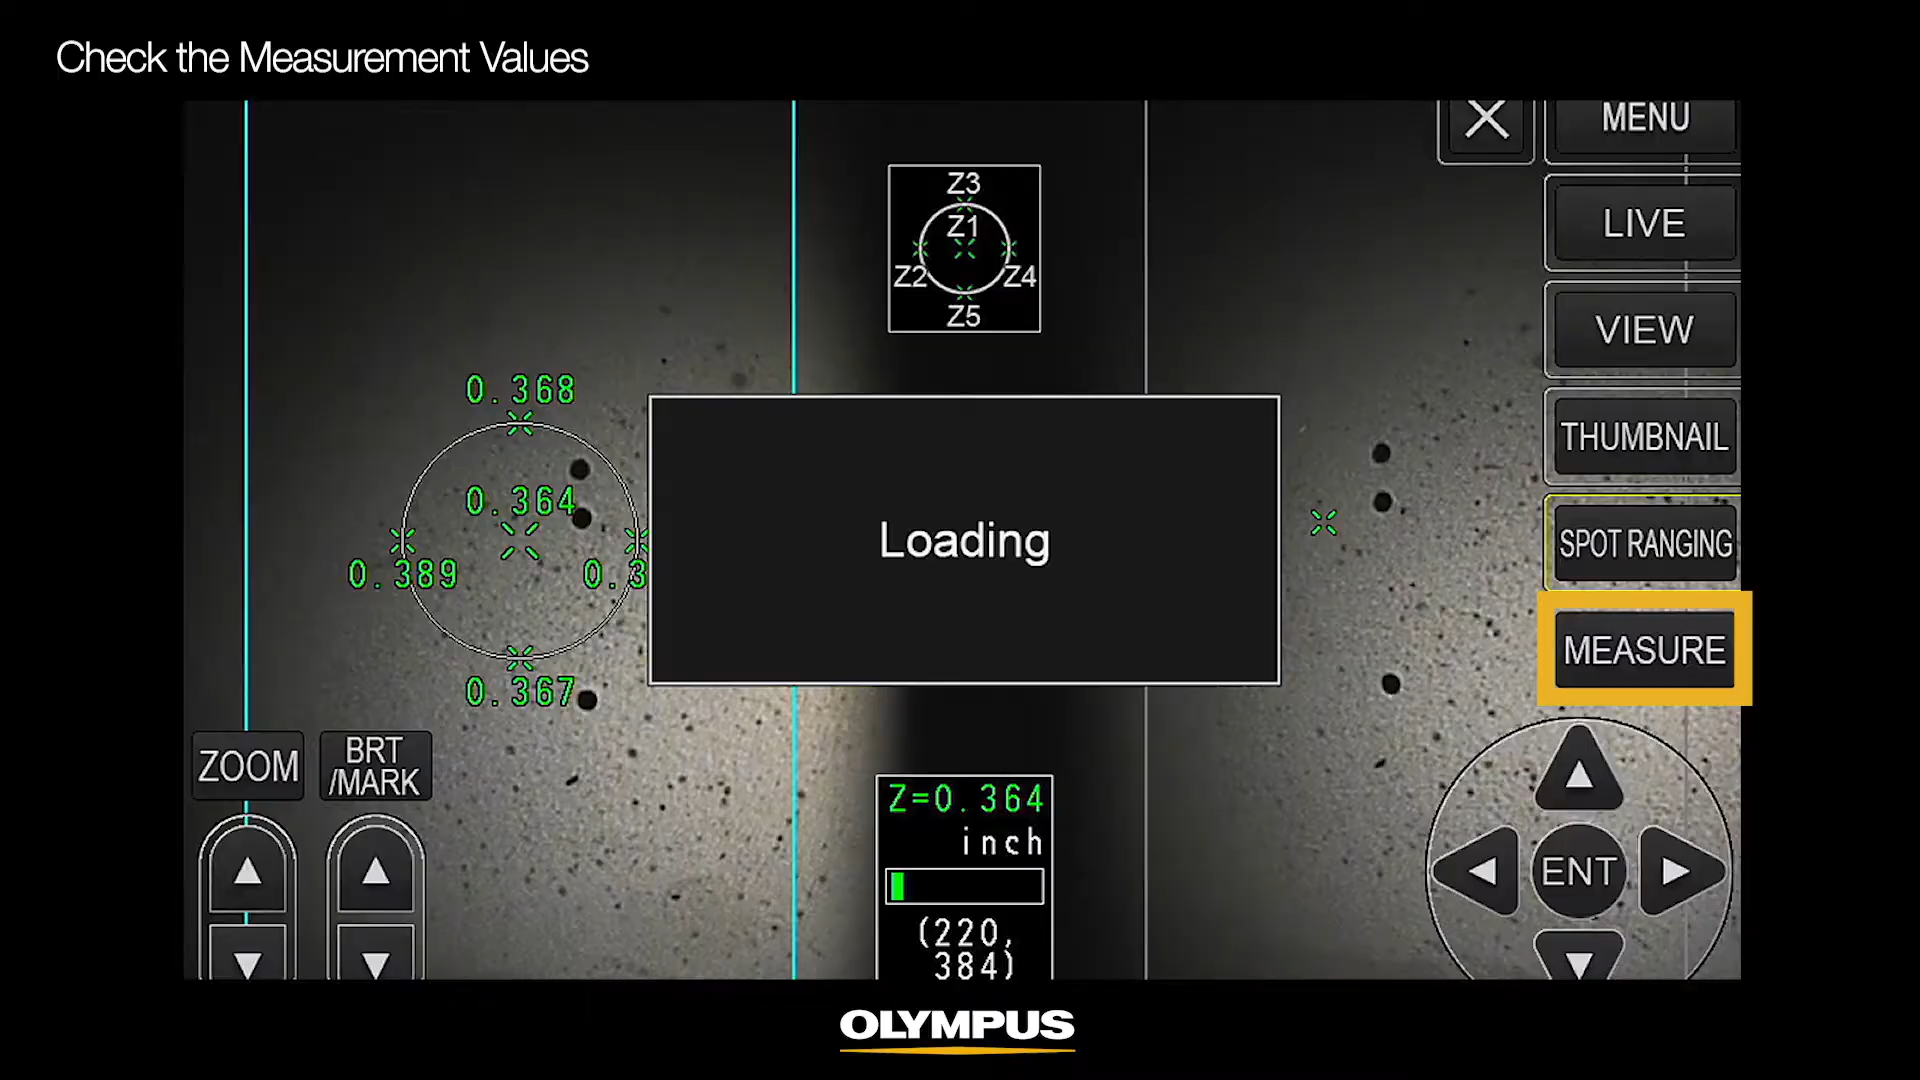 Check the Measurement Values
MENU
Z3
Z1
Z2
Z4
Z5
LIVE
VIEW
THUMBNAIL
SPOT RANGING
MEASURE
0.368
0.364
0.389
0.3
0.367
Loading
ZOOM
BRT
/MARK
Z=0.364
inch
(220,
384)
ENT
OLYMPUS